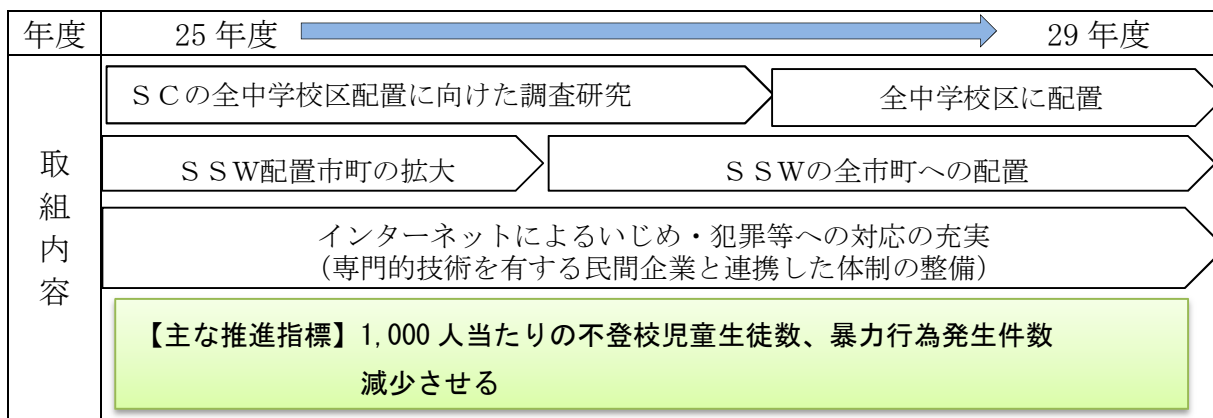 年度
25 年度
29 年度
取組内容
ＳＣの全中学校区配置に向けた調査研究
全中学校区に配置
ＳＳＷ配置市町の拡大
ＳＳＷの全市町への配置
インターネットによるいじめ・犯罪等への対応の充実
（専門的技術を有する民間企業と連携した体制の整備）
【主な推進指標】1,000 人当たりの不登校児童生徒数、暴力行為発生件数
減少させる